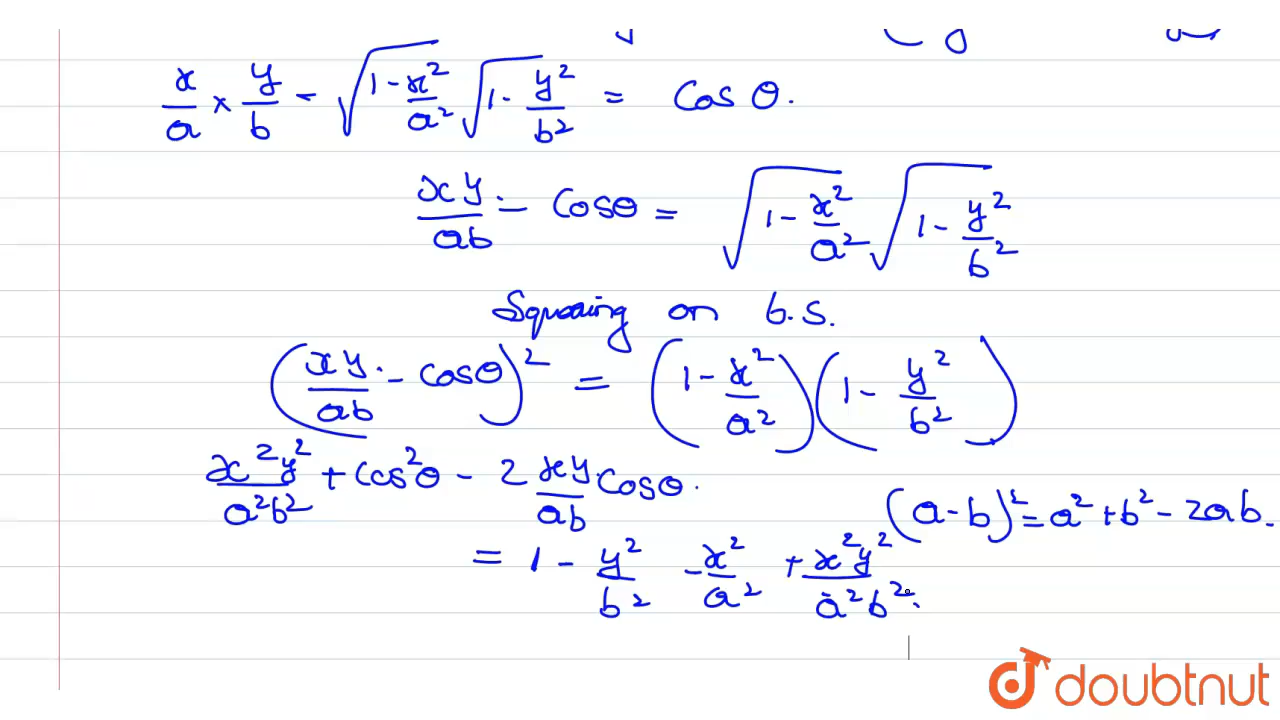 x/a × y/b - √(1-x²/a²) √(1-y²/b²) = Cos θ.
xy/ab - Cosθ = √(1-x²/a²) √(1-y²/b²)
Squaring on b.s.
(xy/ab - cosθ)² = (1-x²/a²)(1-y²/b²)
x²y²/a²b² + cos²θ - 2 xy/ab cosθ.
(a-b)² = a²+b²-2ab.
= 1 - y²/b² - x²/a² + x²y²/a²b².
doubtnut